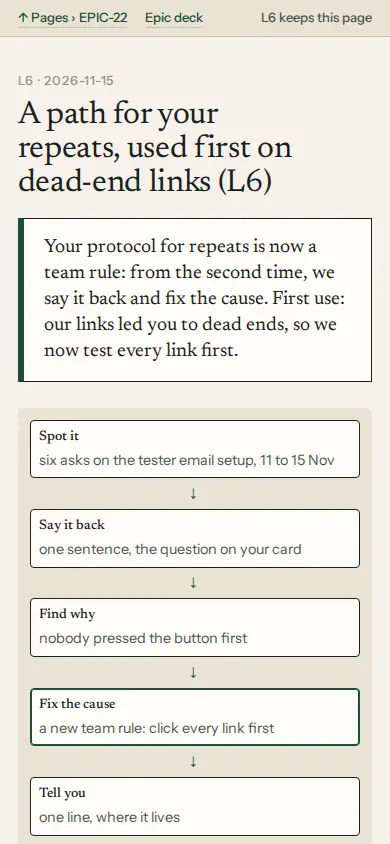 ↑ Pages › EPIC-22 Epic deck L6 keeps this page
L6 · 2026-11-15
A path for your
repeats, used first on
dead-end links (L6)
Your protocol for repeats is now a
team rule: from the second time, we
say it back and fix the cause. First use:
our links led you to dead ends, so we
now test every link first.
Spot it
six asks on the tester email setup, 11 to 15 Nov
↓
Say it back
one sentence, the question on your card
↓
Find why
nobody pressed the button first
↓
Fix the cause
a new team rule: click every link first
↓
Tell you
one line, where it lives